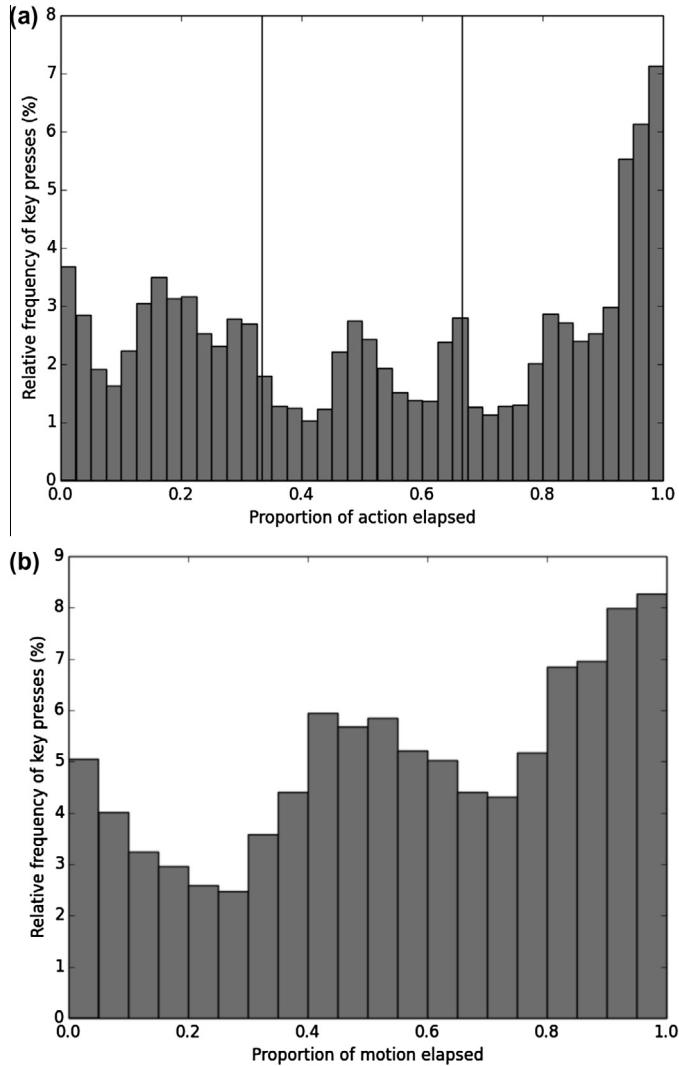 (a)
8
7
6
5
4
3
2
1
0
Relative frequency of key presses (%)
0.0 0.2 0.4 0.6 0.8 1.0
Proportion of action elapsed
(b)
9
8
7
6
5
4
3
2
1
0
Relative frequency of key presses (%)
0.0 0.2 0.4 0.6 0.8 1.0
Proportion of motion elapsed